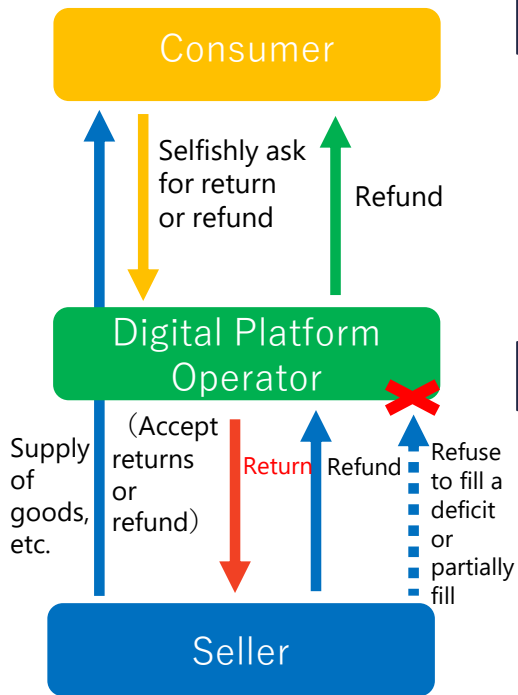 Consumer
Selfishly ask
for return
or refund
Refund
Digital Platform
Operator
Supply
of
goods,
etc.
（Accept
returns
or
refund）
Return
Refund
Refuse
to fill a
deficit
or
partially
fill
Seller